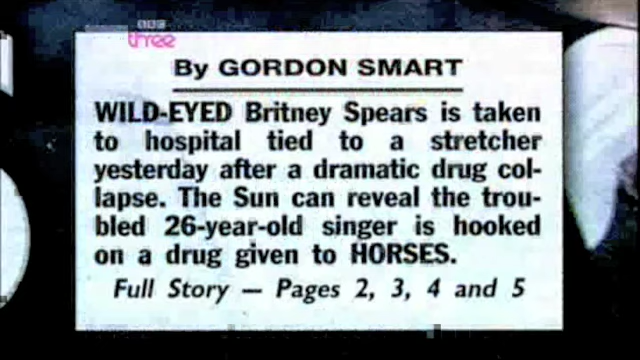 BBC
three
By GORDON SMART
WILD-EYED Britney Spears is taken
to hospital tied to a stretcher
yesterday after a dramatic drug col-
lapse. The Sun can reveal the trou-
bled 26-year-old singer is hooked
on a drug given to HORSES.
Full Story — Pages 2, 3, 4 and 5